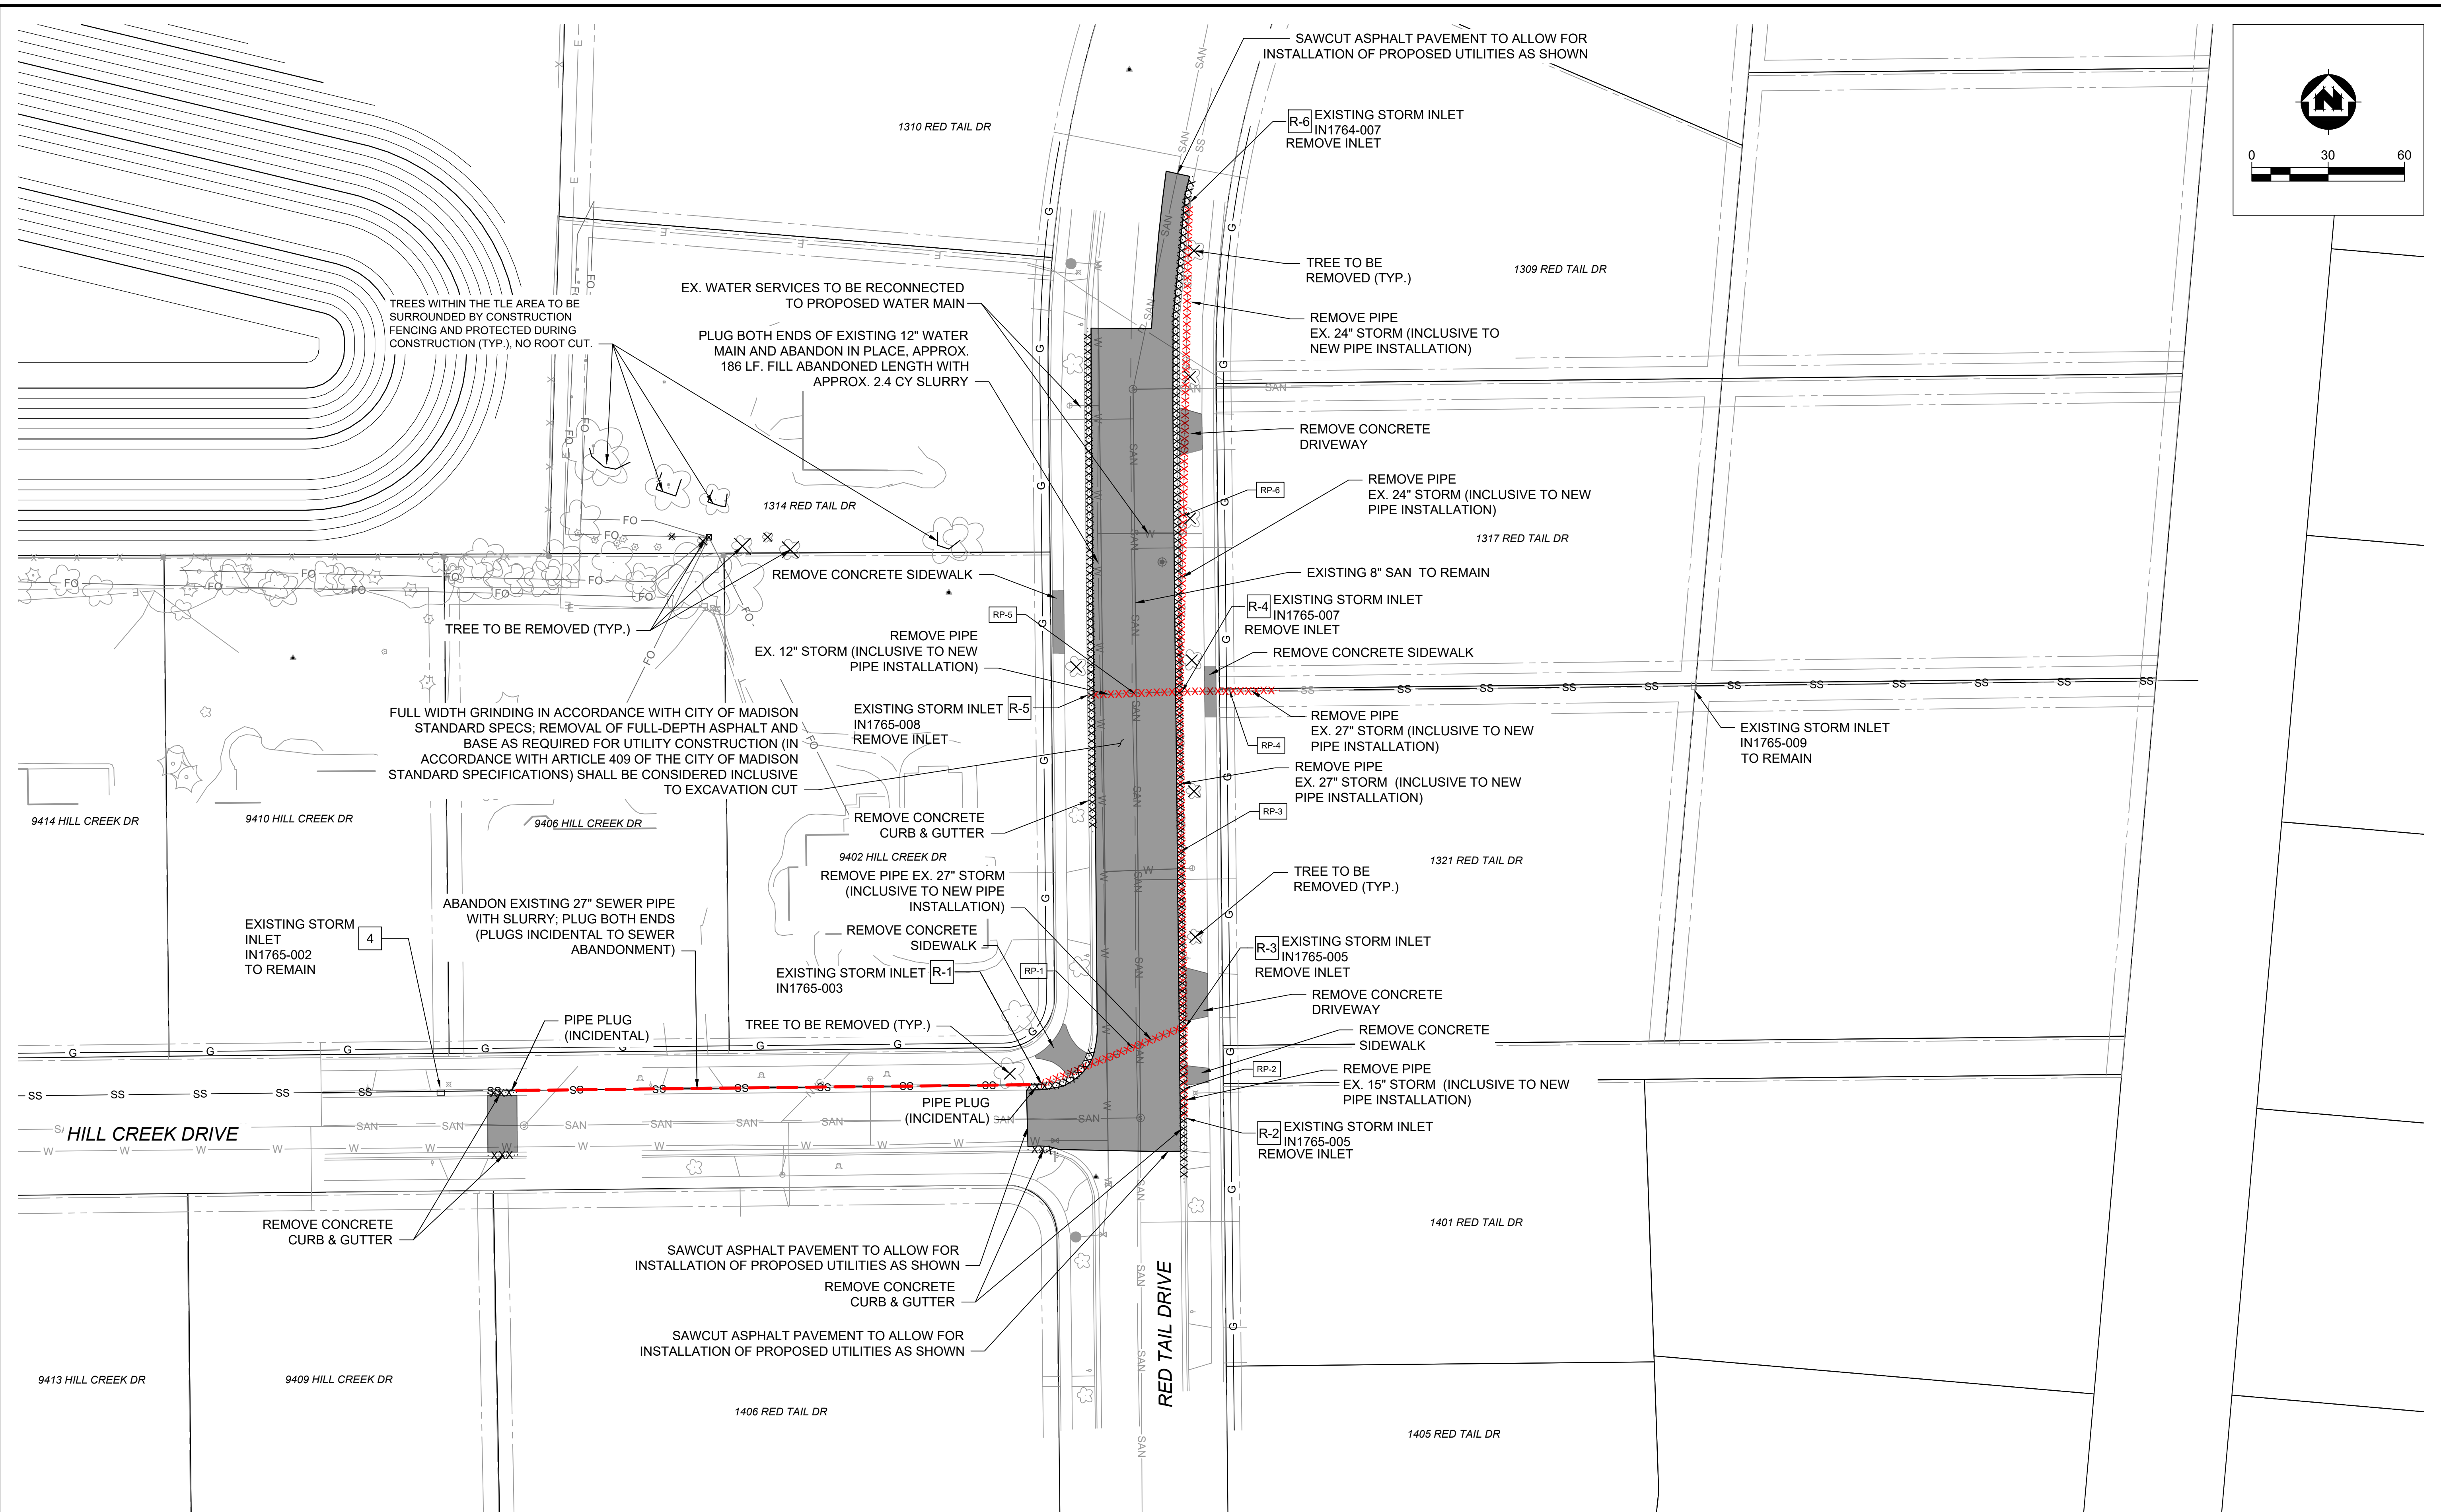 SAWCUT ASPHALT PAVEMENT TO ALLOW FOR
INSTALLATION OF PROPOSED UTILITIES AS SHOWN
N
0 30 60
1310 RED TAIL DR
R-6 EXISTING STORM INLET
IN1764-007
REMOVE INLET
TREE TO BE
REMOVED (TYP.)
1309 RED TAIL DR
REMOVE PIPE
EX. 24" STORM (INCLUSIVE TO
NEW PIPE INSTALLATION)
EX. WATER SERVICES TO BE RECONNECTED
TO PROPOSED WATER MAIN
TREES WITHIN THE TLE AREA TO BE
SURROUNDED BY CONSTRUCTION
FENCING AND PROTECTED DURING
CONSTRUCTION (TYP.), NO ROOT CUT.
PLUG BOTH ENDS OF EXISTING 12" WATER
MAIN AND ABANDON IN PLACE, APPROX.
186 LF. FILL ABANDONED LENGTH WITH
APPROX. 2.4 CY SLURRY
REMOVE CONCRETE
DRIVEWAY
RP-6
REMOVE PIPE
EX. 24" STORM (INCLUSIVE TO NEW
PIPE INSTALLATION)
1314 RED TAIL DR
1317 RED TAIL DR
REMOVE CONCRETE SIDEWALK
EXISTING 8" SAN TO REMAIN
RP-5
R-4 EXISTING STORM INLET
IN1765-007
REMOVE INLET
TREE TO BE REMOVED (TYP.)
REMOVE PIPE
EX. 12" STORM (INCLUSIVE TO NEW
PIPE INSTALLATION)
REMOVE CONCRETE SIDEWALK
EXISTING STORM INLET R-5
IN1765-008
REMOVE INLET
REMOVE PIPE
EX. 27" STORM (INCLUSIVE TO NEW
PIPE INSTALLATION)
RP-4
EXISTING STORM INLET
IN1765-009
TO REMAIN
FULL WIDTH GRINDING IN ACCORDANCE WITH CITY OF MADISON
STANDARD SPECS; REMOVAL OF FULL-DEPTH ASPHALT AND
BASE AS REQUIRED FOR UTILITY CONSTRUCTION (IN
ACCORDANCE WITH ARTICLE 409 OF THE CITY OF MADISON
STANDARD SPECIFICATIONS) SHALL BE CONSIDERED INCLUSIVE
TO EXCAVATION CUT
REMOVE PIPE
EX. 27" STORM (INCLUSIVE TO NEW
PIPE INSTALLATION)
RP-3
9414 HILL CREEK DR
9410 HILL CREEK DR
9406 HILL CREEK DR
REMOVE CONCRETE
CURB & GUTTER
9402 HILL CREEK DR
1321 RED TAIL DR
REMOVE PIPE EX. 27" STORM
(INCLUSIVE TO NEW PIPE
INSTALLATION)
TREE TO BE
REMOVED (TYP.)
ABANDON EXISTING 27" SEWER PIPE
WITH SLURRY; PLUG BOTH ENDS
(PLUGS INCIDENTAL TO SEWER
ABANDONMENT)
EXISTING STORM
INLET
IN1765-002
TO REMAIN
4
REMOVE CONCRETE
SIDEWALK
EXISTING STORM INLET R-1
IN1765-003
RP-1
R-3 EXISTING STORM INLET
IN1765-005
REMOVE INLET
REMOVE CONCRETE
DRIVEWAY
PIPE PLUG
(INCIDENTAL)
TREE TO BE REMOVED (TYP.)
REMOVE CONCRETE
SIDEWALK
RP-2
REMOVE PIPE
EX. 15" STORM (INCLUSIVE TO NEW
PIPE INSTALLATION)
PIPE PLUG
(INCIDENTAL)
HILL CREEK DRIVE
R-2 EXISTING STORM INLET
IN1765-005
REMOVE INLET
REMOVE CONCRETE
CURB & GUTTER
1401 RED TAIL DR
SAWCUT ASPHALT PAVEMENT TO ALLOW FOR
INSTALLATION OF PROPOSED UTILITIES AS SHOWN
REMOVE CONCRETE
CURB & GUTTER
RED TAIL DRIVE
SAWCUT ASPHALT PAVEMENT TO ALLOW FOR
INSTALLATION OF PROPOSED UTILITIES AS SHOWN
9413 HILL CREEK DR
9409 HILL CREEK DR
1406 RED TAIL DR
1405 RED TAIL DR